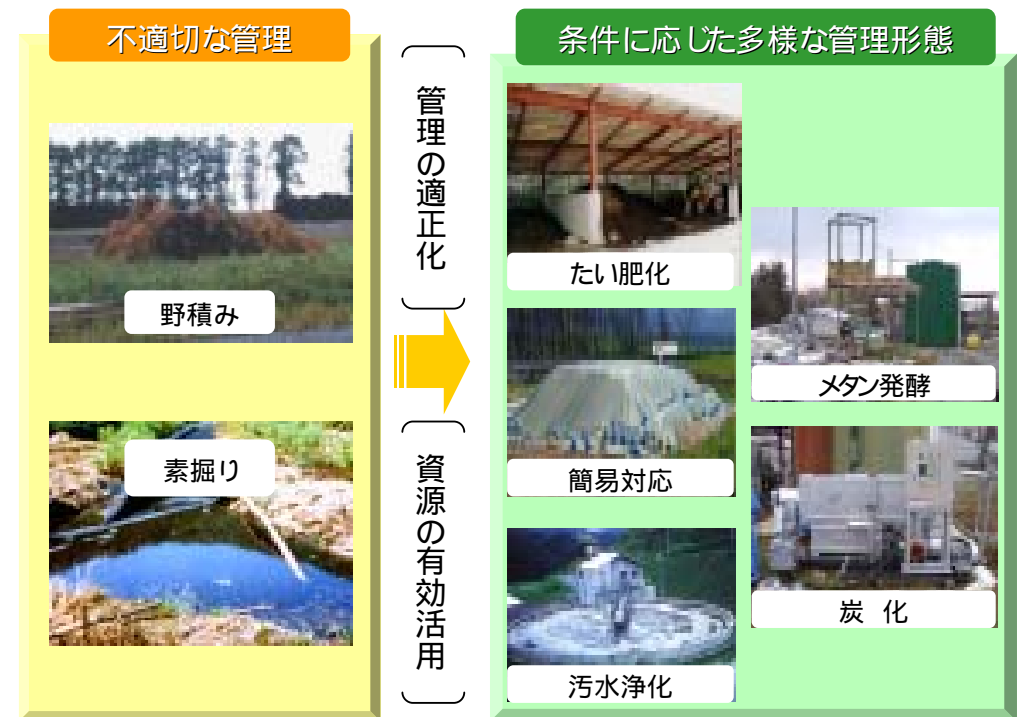 不適切な管理
野積み
素掘り
管理の適正化
資源の有効活用
条件に応じた多様な管理形態
たい肥化
メタン発酵
簡易対応
炭 化
汚水浄化